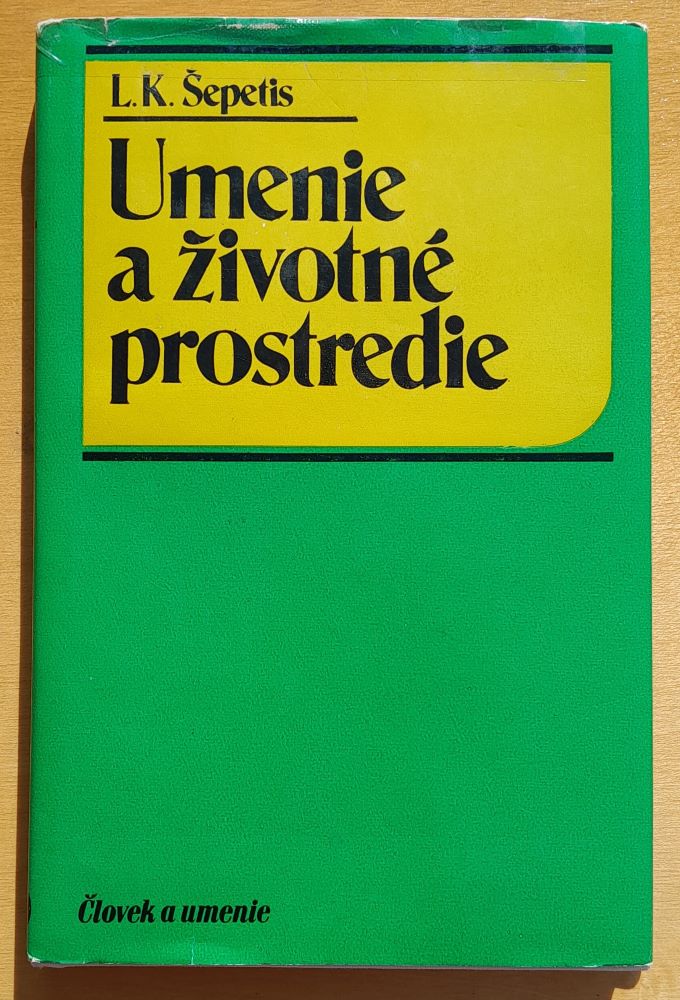 L. K. Šepetis
Umenie
a životné
prostredie
Človek a umenie